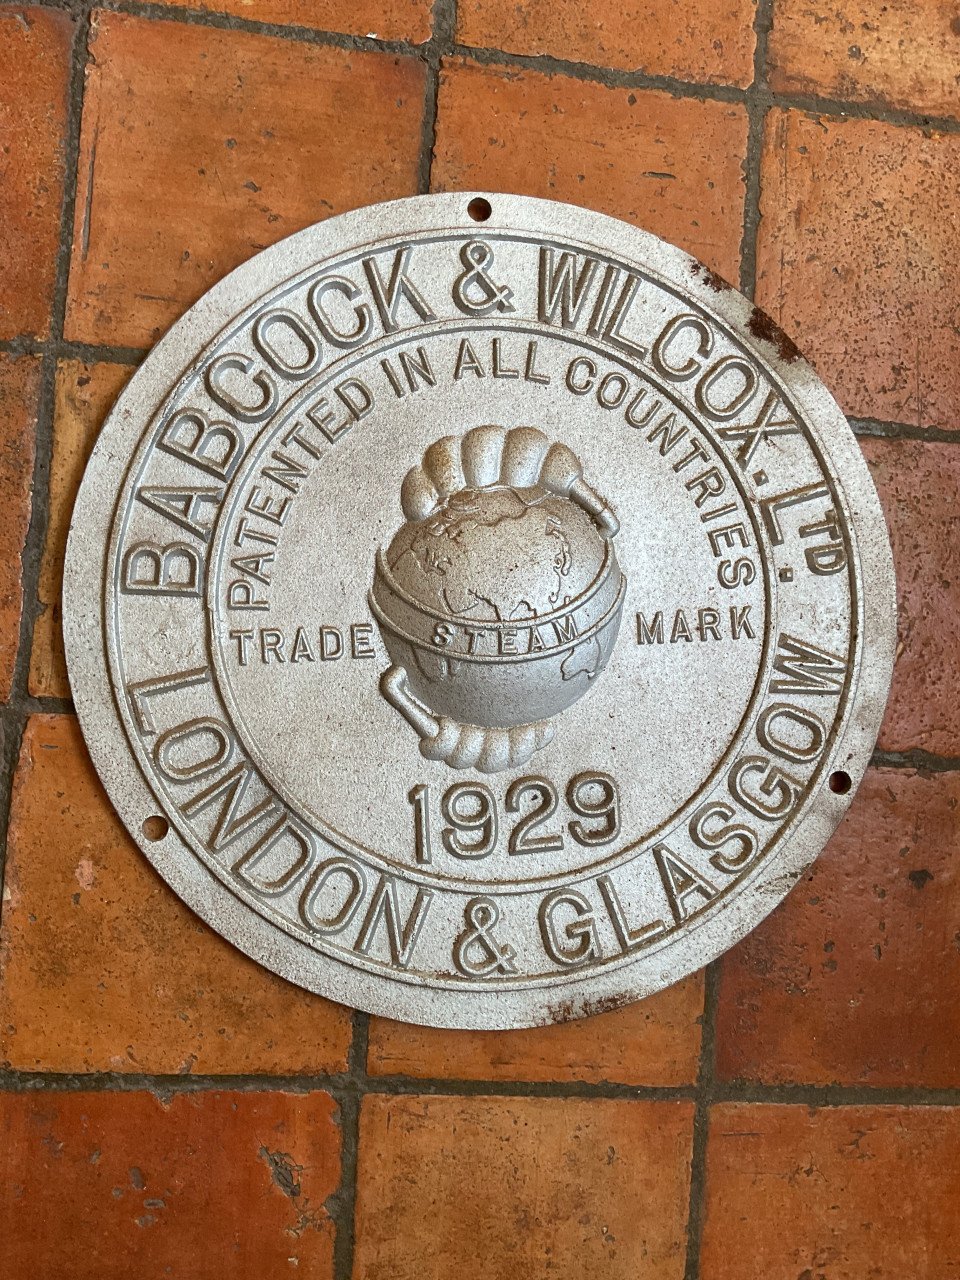 BABCOCK & WILCOX. LTD.
PATENTED IN ALL COUNTRIES
TRADE MARK
STEAM
1929
LONDON & GLASGOW